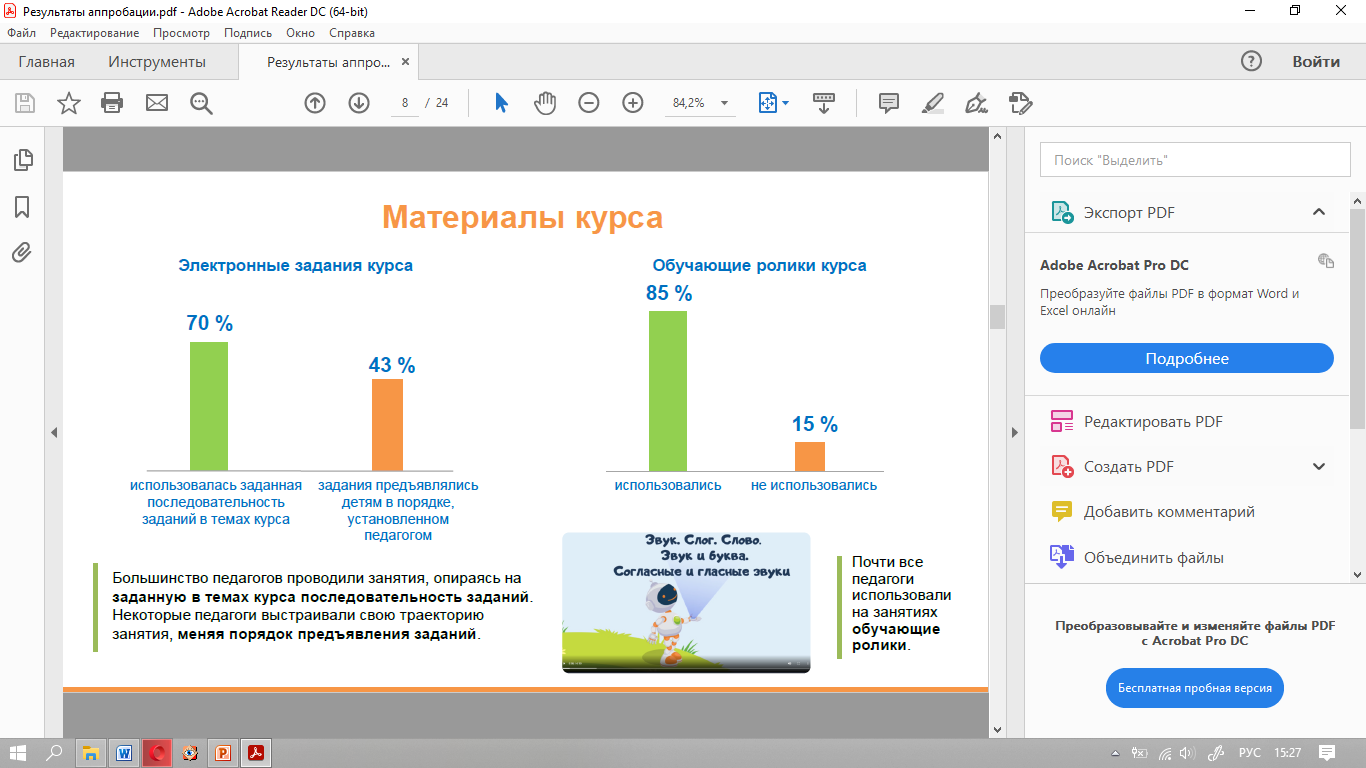 Результаты аппробации.pdf - Adobe Acrobat Reader DC (64-bit)
Файл Редактирование Просмотр Подпись Окно Справка
Главная Инструменты Результаты аппро... × Войти
8 / 24 84,2%
Материалы курса
Электронные задания курса
70 %
43 %
использовалась заданная
последовательность
заданий в темах курса
задания предъявлялись
детям в порядке,
установленном
педагогом
Обучающие ролики курса
85 %
15 %
использовались
не использовались
Большинство педагогов проводили занятия, опираясь на
заданную в темах курса последовательность заданий.
Некоторые педагоги выстраивали свою траекторию
занятия, меняя порядок предъявления заданий.
Звук. Слог. Слово.
Звук и буква.
Согласные и гласные звуки
Почти все
педагоги
использовали
на занятиях
обучающие
ролики.
Поиск "Выделить"
Экспорт PDF
Adobe Acrobat Pro DC
Преобразуйте файлы PDF в формат Word и
Excel онлайн
Подробнее
Редактировать PDF
Создать PDF
Добавить комментарий
Объединить файлы
Преобразовывайте и изменяйте файлы PDF
с Acrobat Pro DC
Бесплатная пробная версия
РУС 15:27